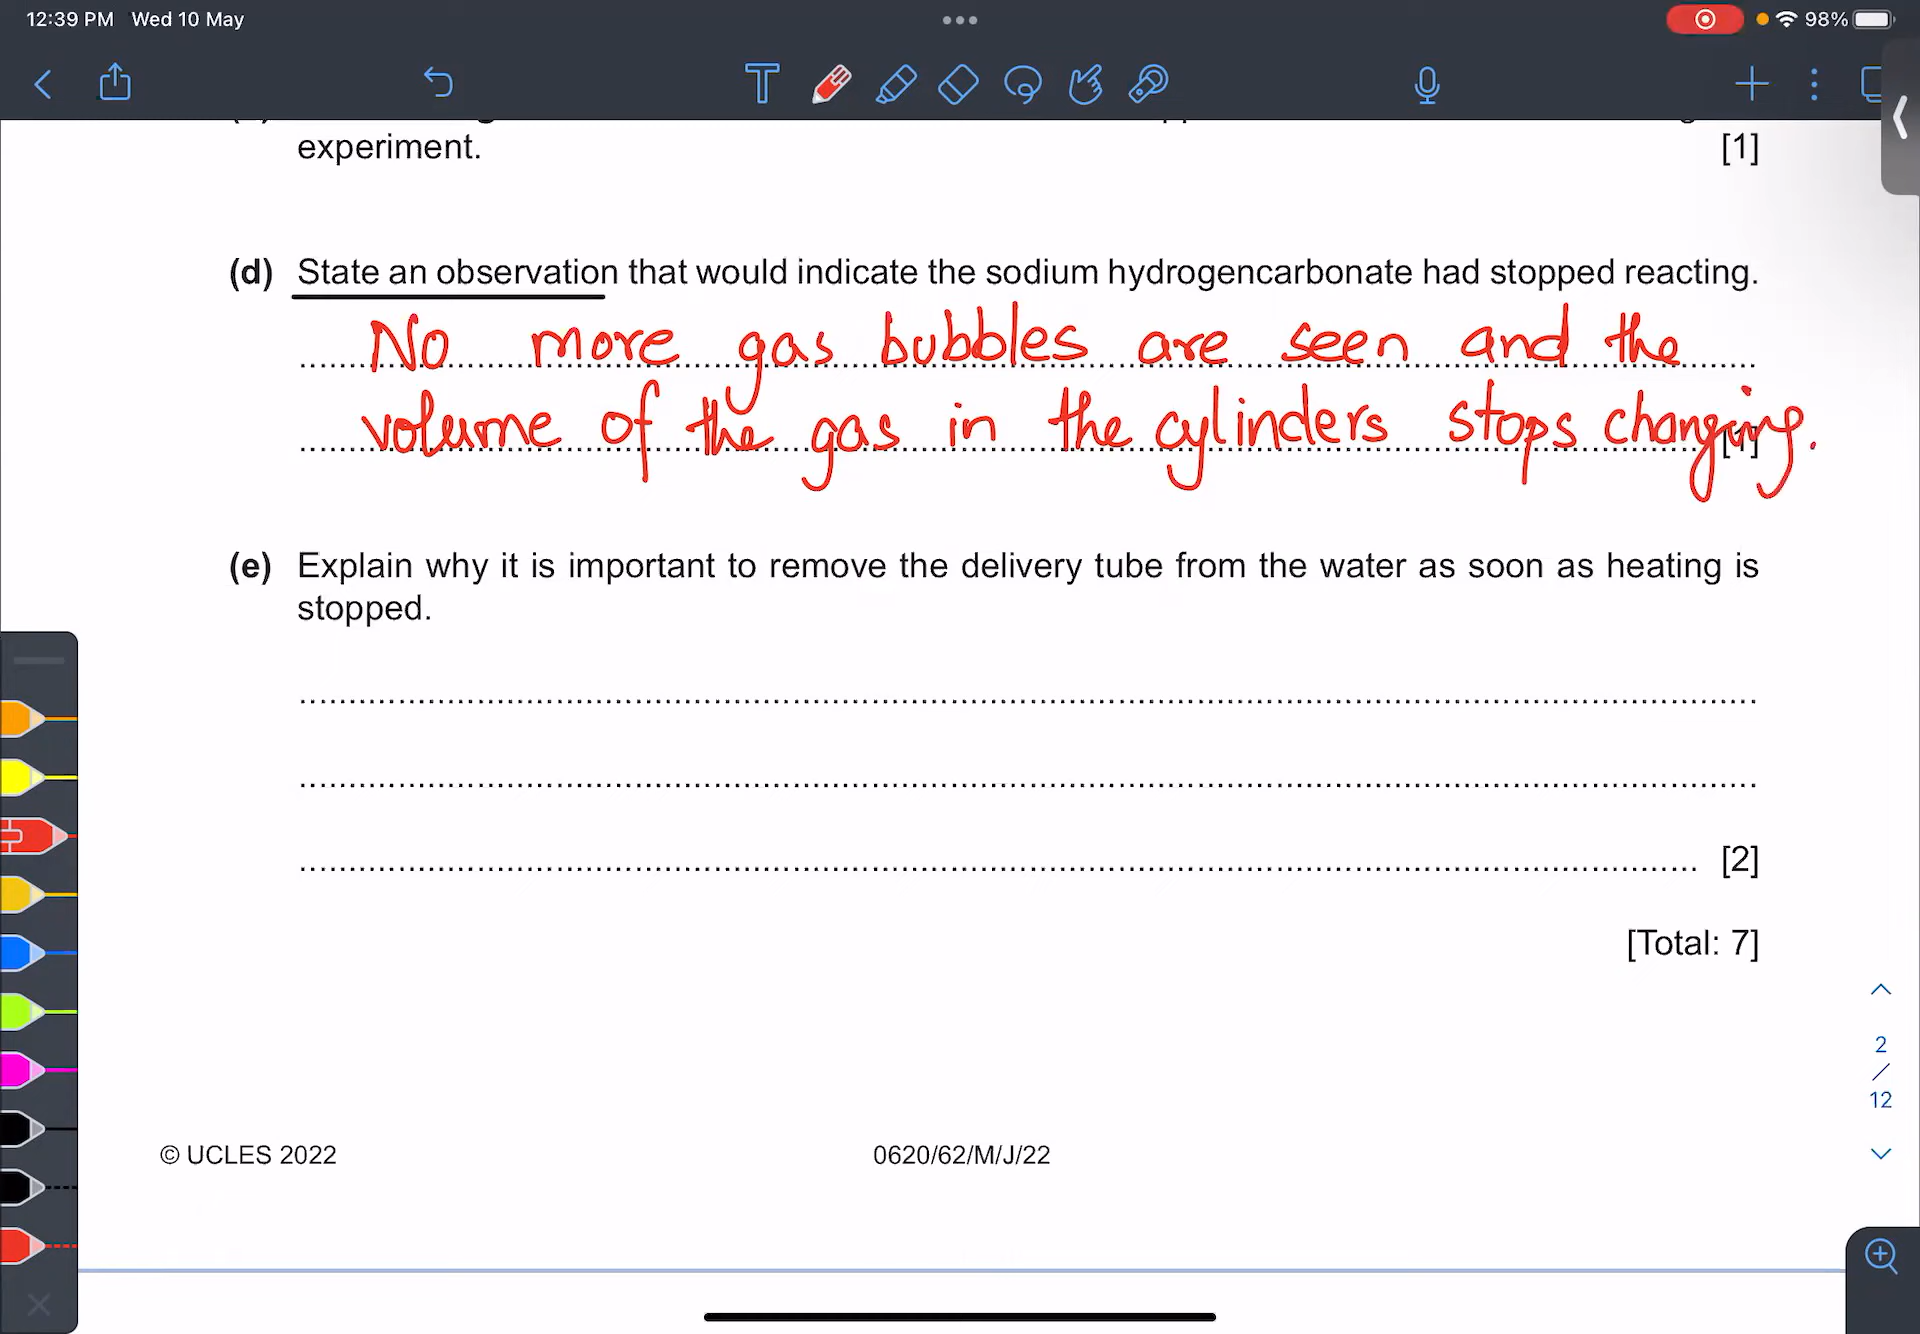 12:39 PM Wed 10 May
98%
experiment. [1]
(d) State an observation that would indicate the sodium hydrogencarbonate had stopped reacting.
No more gas bubbles are seen and the
volume of the gas in the cylinders stops changing.
[1]
(e) Explain why it is important to remove the delivery tube from the water as soon as heating is
stopped.
[2]
[Total: 7]
2
/
12
© UCLES 2022 0620/62/M/J/22